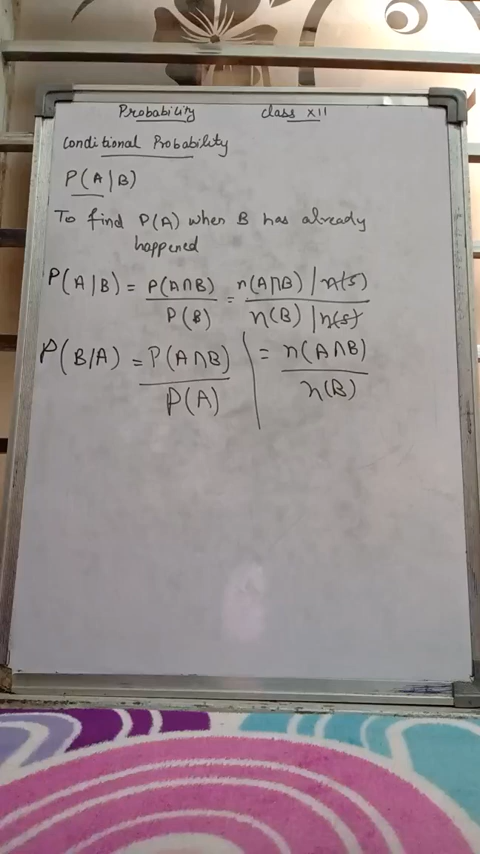 Probability class XII
Conditional Probability
P(A|B)
To find P(A) when B has already
happened
P(A|B) = P(A∩B)/P(B) = n(A∩B)|n(S)/n(B)|n(S)
P(B/A) = P(A∩B)/P(A) | = n(A∩B)/n(B)